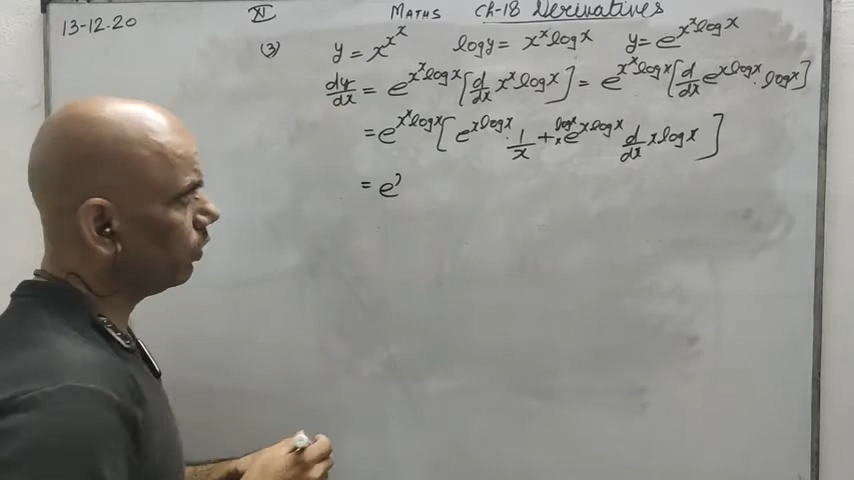 13-12-20 XI MATHS Ch-18 Derivatives
(3) y = x^{x^x} log y = x^x log x y = e^{x^x log x}
dy/dx = e^{x^x log x} [d/dx x^x log x] = e^{x^x log x} [d/dx e^{x log x} · log x]
= e^{x^x log x} [e^{x log x} · 1/x + log x × e^{x log x} d/dx x log x]
= e^{x